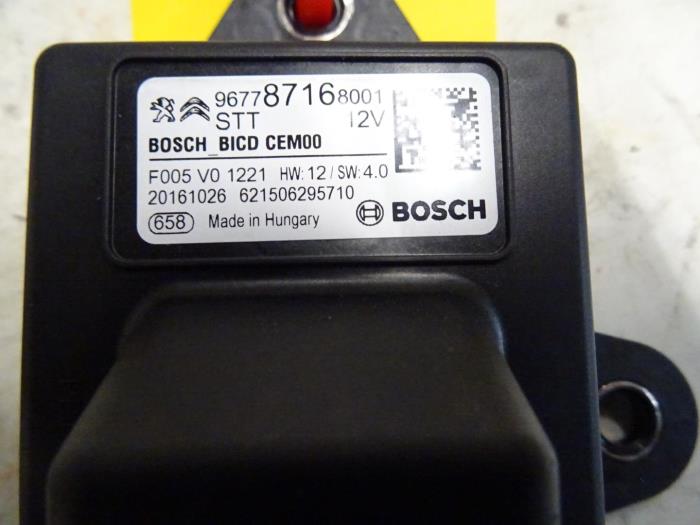 96778716 8001
STT 12V
BOSCH_BICD CEM00
F005 V0 1221 HW: 12 / SW: 4.0
20161026 621506295710
658 Made in Hungary BOSCH